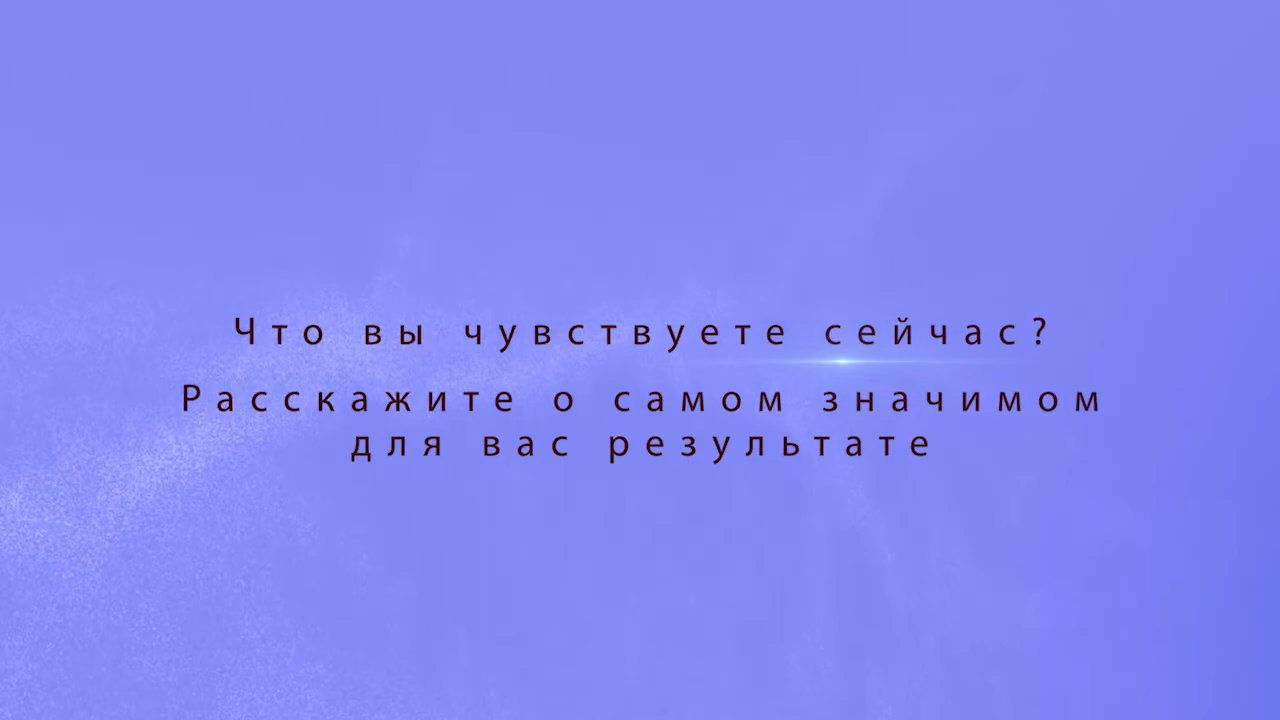 Что вы чувствуете сейчас?
Расскажите о самом значимом
для вас результате